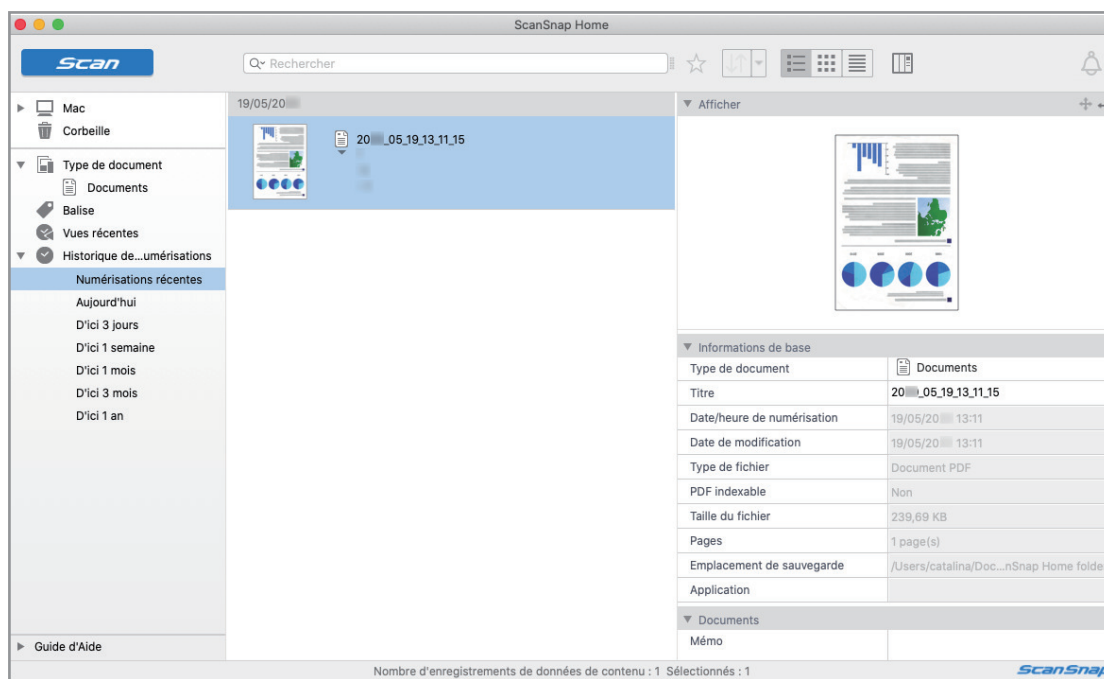 ScanSnap Home
Scan
Rechercher
Mac
Corbeille
Type de document
Documents
Balise
Vues récentes
Historique de...umérisations
Numérisations récentes
Aujourd'hui
D'ici 3 jours
D'ici 1 semaine
D'ici 1 mois
D'ici 3 mois
D'ici 1 an
Guide d'Aide
19/05/20
20 _05_19_13_11_15
Afficher
Informations de base
Type de document Documents
Titre 20 _05_19_13_11_15
Date/heure de numérisation 19/05/20 13:11
Date de modification 19/05/20 13:11
Type de fichier Document PDF
PDF indexable Non
Taille du fichier 239,69 KB
Pages 1 page(s)
Emplacement de sauvegarde /Users/catalina/Doc...nSnap Home folde
Application
Documents
Mémo
Nombre d'enregistrements de données de contenu : 1 Sélectionnés : 1
ScanSnap